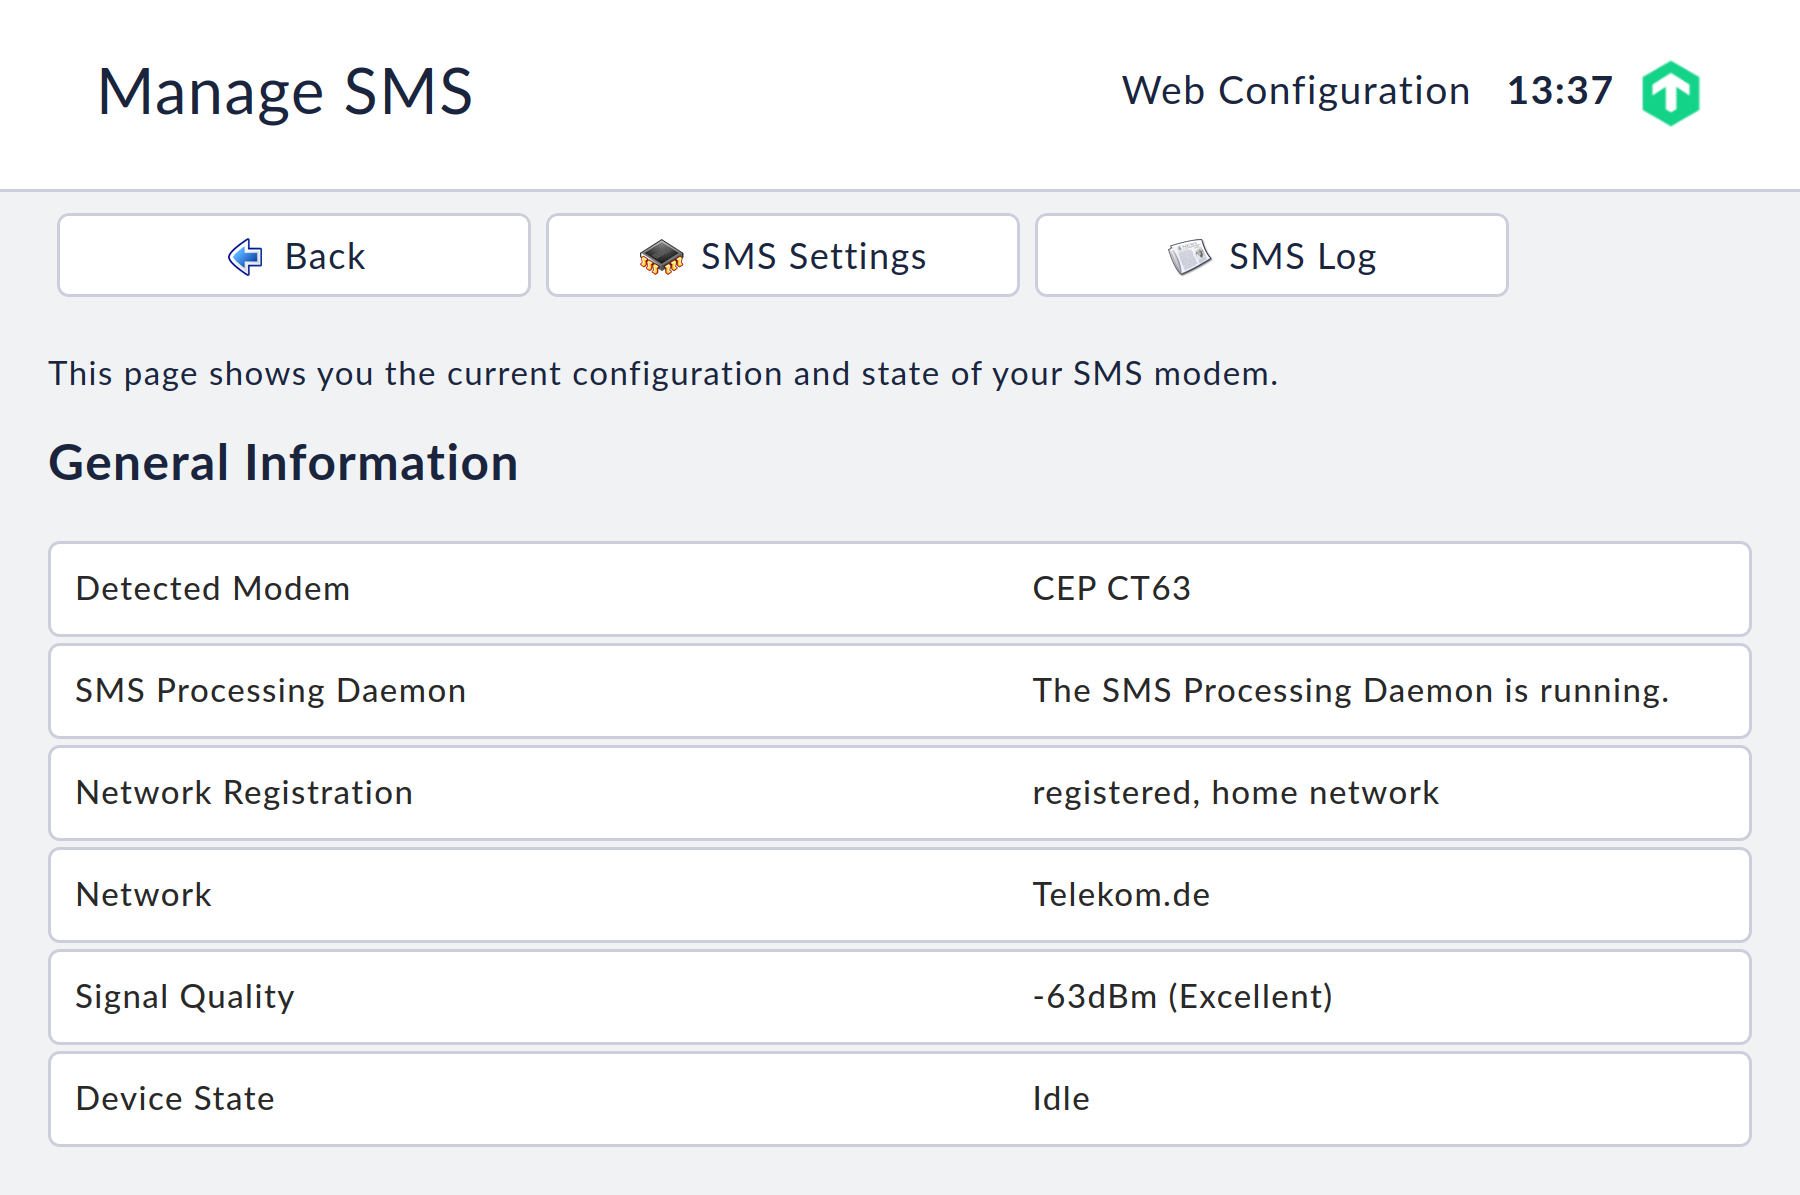 Manage SMS
Web Configuration 13:37
Back
SMS Settings
SMS Log
This page shows you the current configuration and state of your SMS modem.
General Information
Detected Modem CEP CT63
SMS Processing Daemon The SMS Processing Daemon is running.
Network Registration registered, home network
Network Telekom.de
Signal Quality -63dBm (Excellent)
Device State Idle